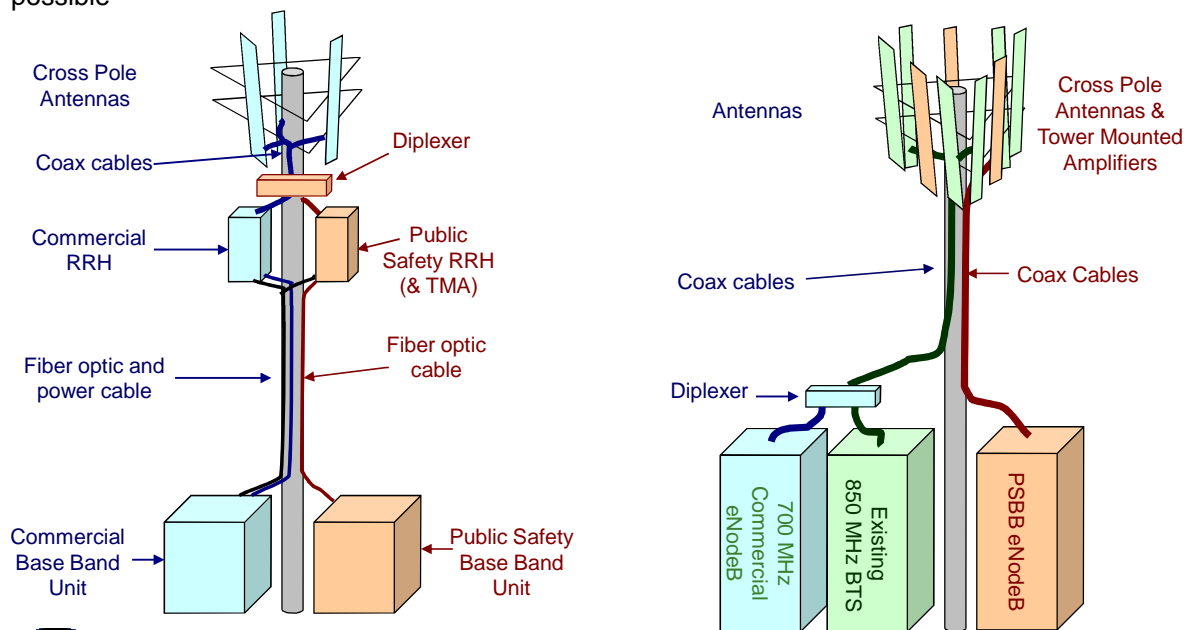 possible
Cross Pole
Antennas
Coax cables
Diplexer
Commercial
RRH
Public
Safety RRH
(& TMA)
Fiber optic and
power cable
Fiber optic
cable
Commercial
Base Band
Unit
Public Safety
Base Band
Unit
Antennas
Cross Pole
Antennas &
Tower Mounted
Amplifiers
Coax cables
Coax Cables
Diplexer
700 MHz
Commercial
eNodeB
Existing
850 MHz BTS
PSBB eNodeB